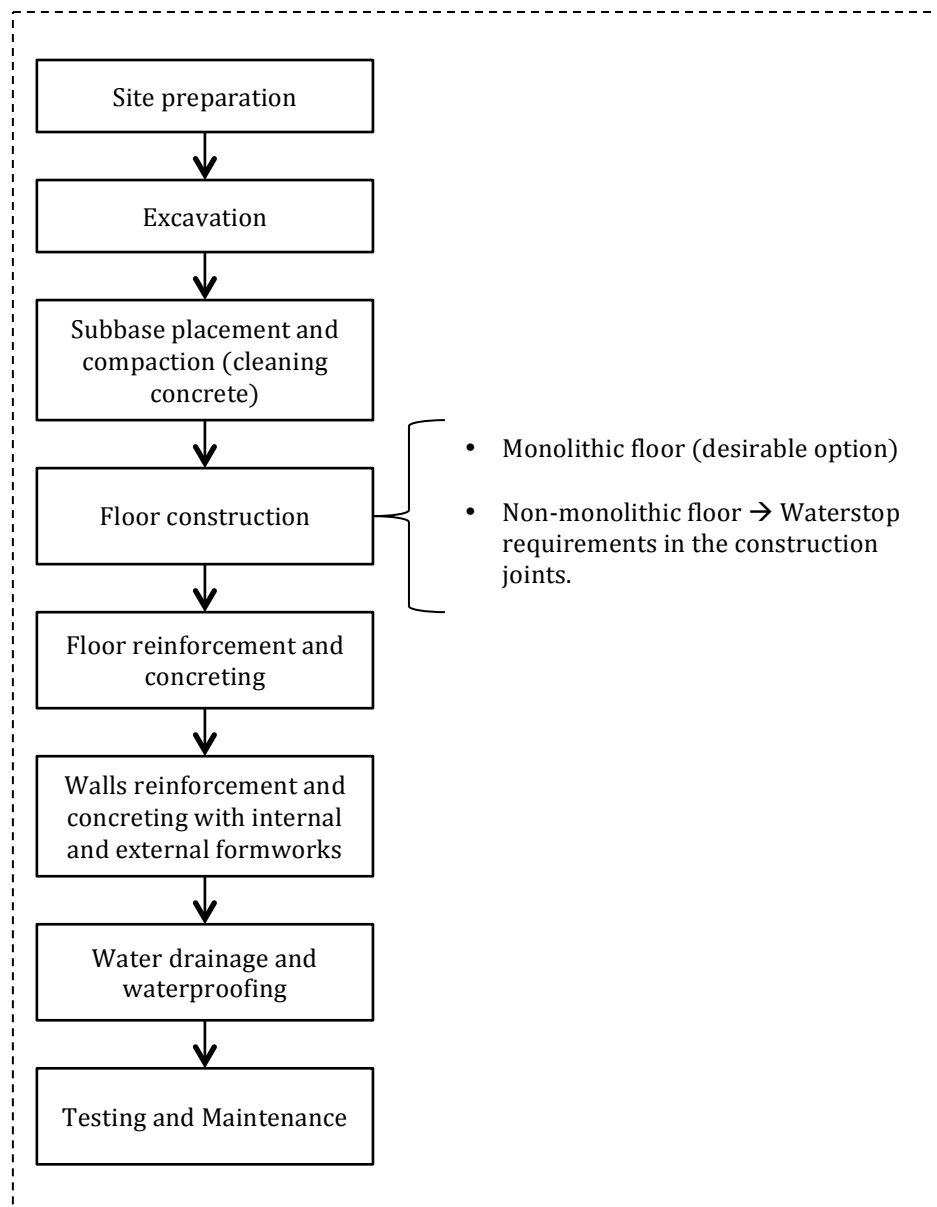 Site preparation
Excavation
Subbase placement and
compaction (cleaning
concrete)
Floor construction
• Monolithic floor (desirable option)
• Non-monolithic floor → Waterstop
requirements in the construction
joints.
Floor reinforcement and
concreting
Walls reinforcement and
concreting with internal
and external formworks
Water drainage and
waterproofing
Testing and Maintenance